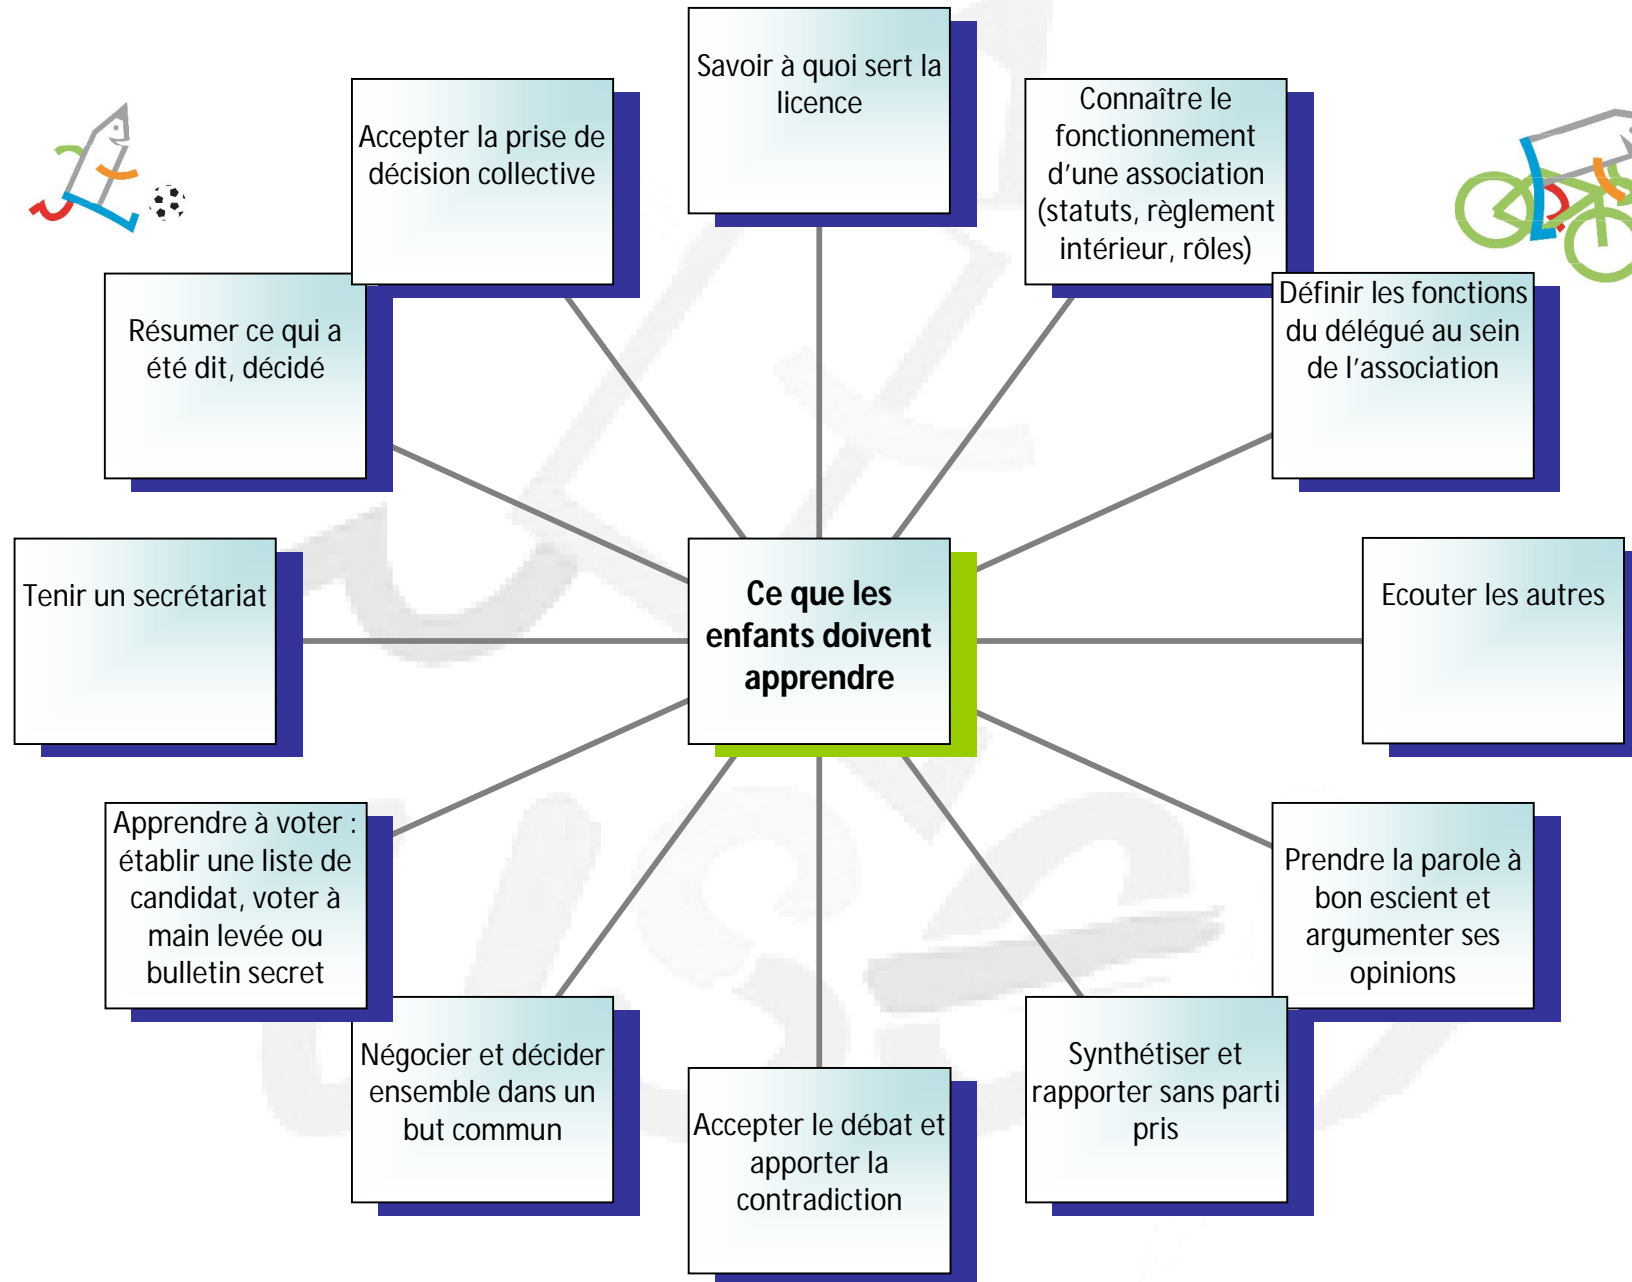 Savoir à quoi sert la
licence
Connaître le
fonctionnement
d'une association
(statuts, règlement
intérieur, rôles)
Définir les fonctions
du délégué au sein
de l'association
Ecouter les autres
Prendre la parole à
bon escient et
argumenter ses
opinions
Synthétiser et
rapporter sans parti
pris
Accepter le débat et
apporter la
contradiction
Négocier et décider
ensemble dans un
but commun
Apprendre à voter :
établir une liste de
candidat, voter à
main levée ou
bulletin secret
Tenir un secrétariat
Résumer ce qui a
été dit, décidé
Accepter la prise de
décision collective
Ce que les
enfants doivent
apprendre